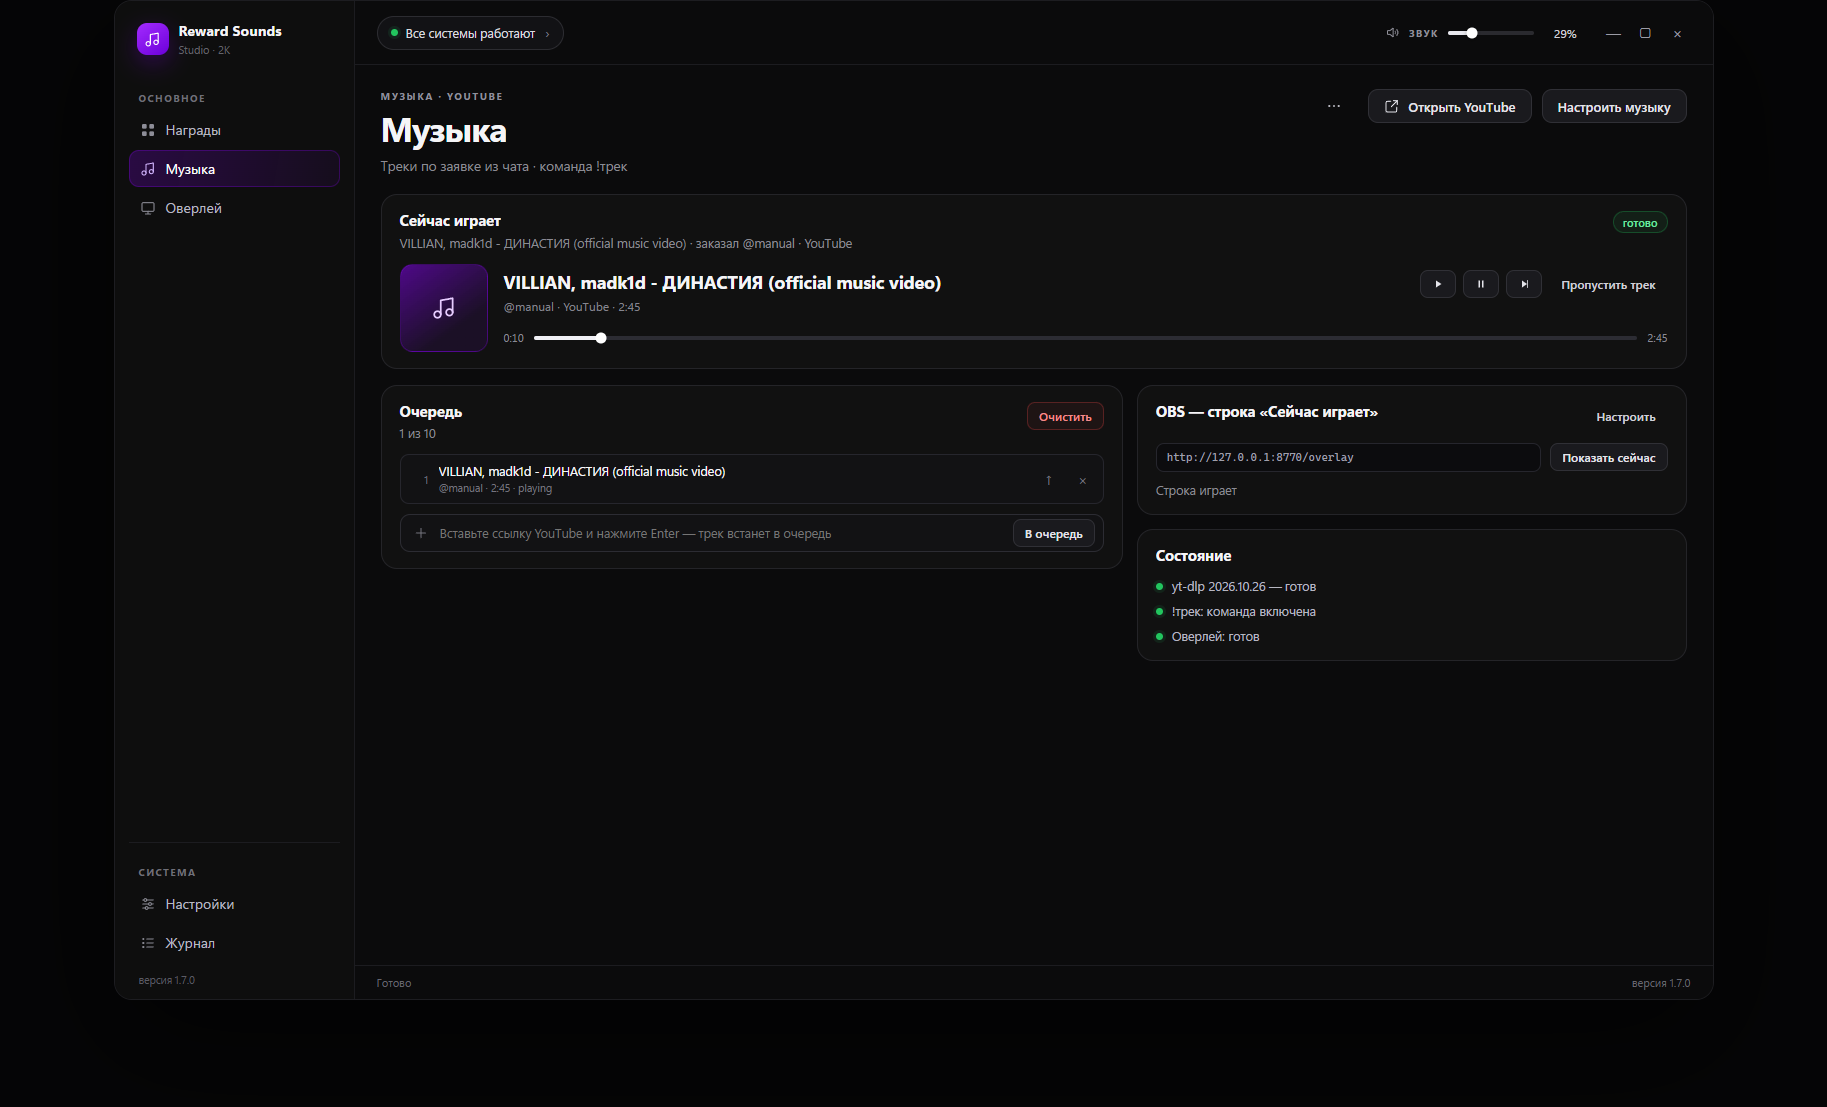 Reward Sounds
Studio · 2K
ОСНОВНОЕ
Награды
Музыка
Оверлей
СИСТЕМА
Настройки
Журнал
версия 1.7.0
Все системы работают ›
ЗВУК 29%
МУЗЫКА · YOUTUBE
Музыка
Треки по заявке из чата · команда !трек
Открыть YouTube
Настроить музыку
Сейчас играет
готово
VILLIAN, madk1d - ДИНАСТИЯ (official music video) · заказал @manual · YouTube
VILLIAN, madk1d - ДИНАСТИЯ (official music video)
@manual · YouTube · 2:45
Пропустить трек
0:10 2:45
Очередь
1 из 10
Очистить
1 VILLIAN, madk1d - ДИНАСТИЯ (official music video)
@manual · 2:45 · playing
Вставьте ссылку YouTube и нажмите Enter — трек встанет в очередь
В очередь
OBS — строка «Сейчас играет»
Настроить
http://127.0.0.1:8770/overlay
Показать сейчас
Строка играет
Состояние
yt-dlp 2026.10.26 — готов
!трек: команда включена
Оверлей: готов
Готово
версия 1.7.0